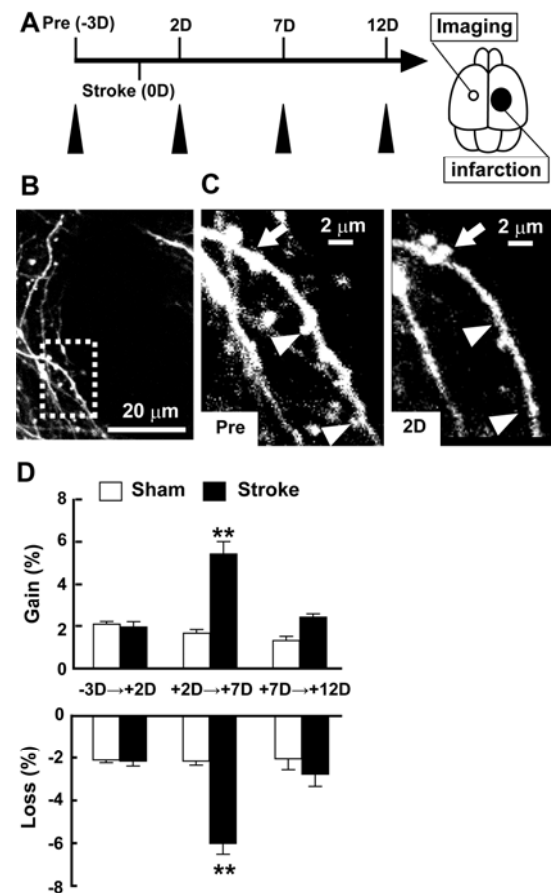 A
Pre (-3D) 2D 7D 12D
Stroke (0D)
Imaging
infarction
B
C
20 μm
2 μm
Pre
2 μm
2D
D
Sham Stroke
Gain (%)
8
6
4
2
0
**
-3D→+2D +2D→+7D +7D→+12D
Loss (%)
0
-2
-4
-6
-8
**